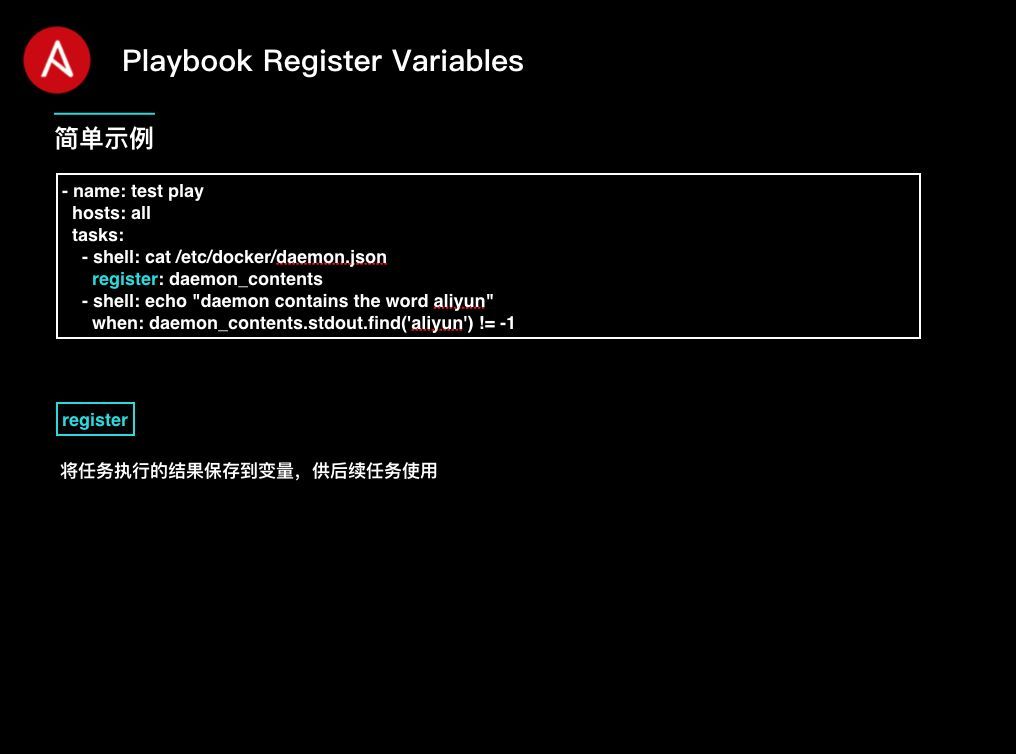 Playbook Register Variables
简单示例
- name: test play
  hosts: all
  tasks:
    - shell: cat /etc/docker/daemon.json
      register: daemon_contents
    - shell: echo "daemon contains the word aliyun"
      when: daemon_contents.stdout.find('aliyun') != -1
register
将任务执行的结果保存到变量，供后续任务使用